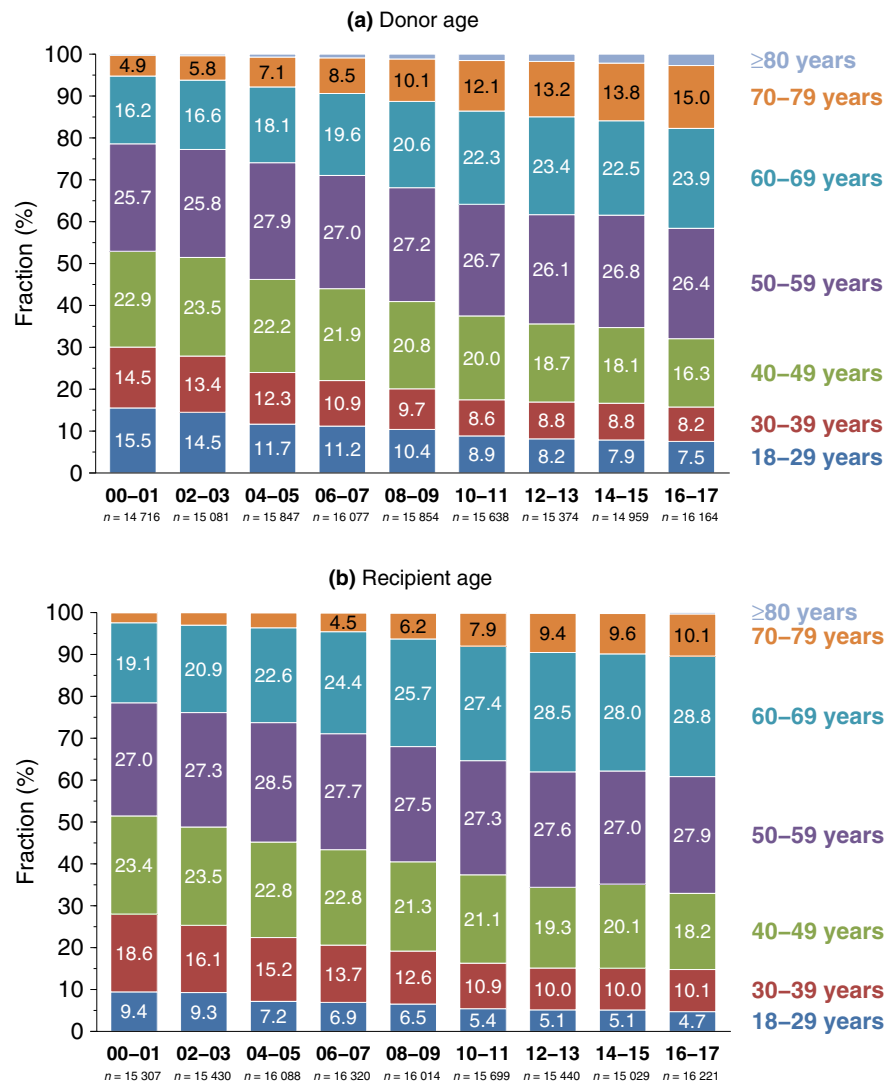 (a) Donor age
Fraction (%)
100
90
80
70
60
50
40
30
20
10
0
4.9 5.8 7.1 8.5 10.1 12.1 13.2 13.8 15.0
16.2 16.6 18.1 19.6 20.6 22.3 23.4 22.5 23.9
25.7 25.8 27.9 27.0 27.2 26.7 26.1 26.8 26.4
22.9 23.5 22.2 21.9 20.8 20.0 18.7 18.1 16.3
14.5 13.4 12.3 10.9 9.7 8.6 8.8 8.8 8.2
15.5 14.5 11.7 11.2 10.4 8.9 8.2 7.9 7.5
≥80 years
70–79 years
60–69 years
50–59 years
40–49 years
30–39 years
18–29 years
00–01 02–03 04–05 06–07 08–09 10–11 12–13 14–15 16–17
n = 14 716 n = 15 081 n = 15 847 n = 16 077 n = 15 854 n = 15 638 n = 15 374 n = 14 959 n = 16 164
(b) Recipient age
Fraction (%)
100
90
80
70
60
50
40
30
20
10
0
4.5 6.2 7.9 9.4 9.6 10.1
19.1 20.9 22.6 24.4 25.7 27.4 28.5 28.0 28.8
27.0 27.3 28.5 27.7 27.5 27.3 27.6 27.0 27.9
23.4 23.5 22.8 22.8 21.3 21.1 19.3 20.1 18.2
18.6 16.1 15.2 13.7 12.6 10.9 10.0 10.0 10.1
9.4 9.3 7.2 6.9 6.5 5.4 5.1 5.1 4.7
≥80 years
70–79 years
60–69 years
50–59 years
40–49 years
30–39 years
18–29 years
00–01 02–03 04–05 06–07 08–09 10–11 12–13 14–15 16–17
n = 15 307 n = 15 430 n = 16 088 n = 16 320 n = 16 014 n = 15 699 n = 15 440 n = 15 029 n = 16 221